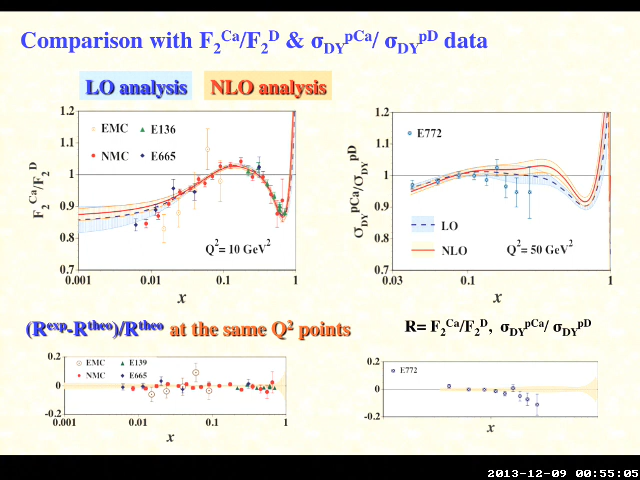 Comparison with F₂ᶜᵃ/F₂ᴰ & σDYᵖᶜᵃ/ σDYᵖᴰ data
LO analysis NLO analysis
1.2
1.1
1
0.9
0.8
0.7
F₂ᶜᵃ/F₂ᴰ
EMC E136
NMC E665
Q²= 10 GeV²
0.001 0.01 0.1 1
x
1.2
1.1
1
0.9
0.8
0.7
σDYᵖᶜᵃ/σDYᵖᴰ
E772
LO
NLO
Q²= 50 GeV²
0.03 0.1 1
x
(Rᵉˣᵖ-Rᵗʰᵉᵒ)/Rᵗʰᵉᵒ at the same Q² points
R= F₂ᶜᵃ/F₂ᴰ, σDYᵖᶜᵃ/ σDYᵖᴰ
0.2
0
-0.2
EMC E139
NMC E665
0.001 0.01 0.1 1
x
0.2
0
-0.2
E772
x
2013-12-09 00:55:05